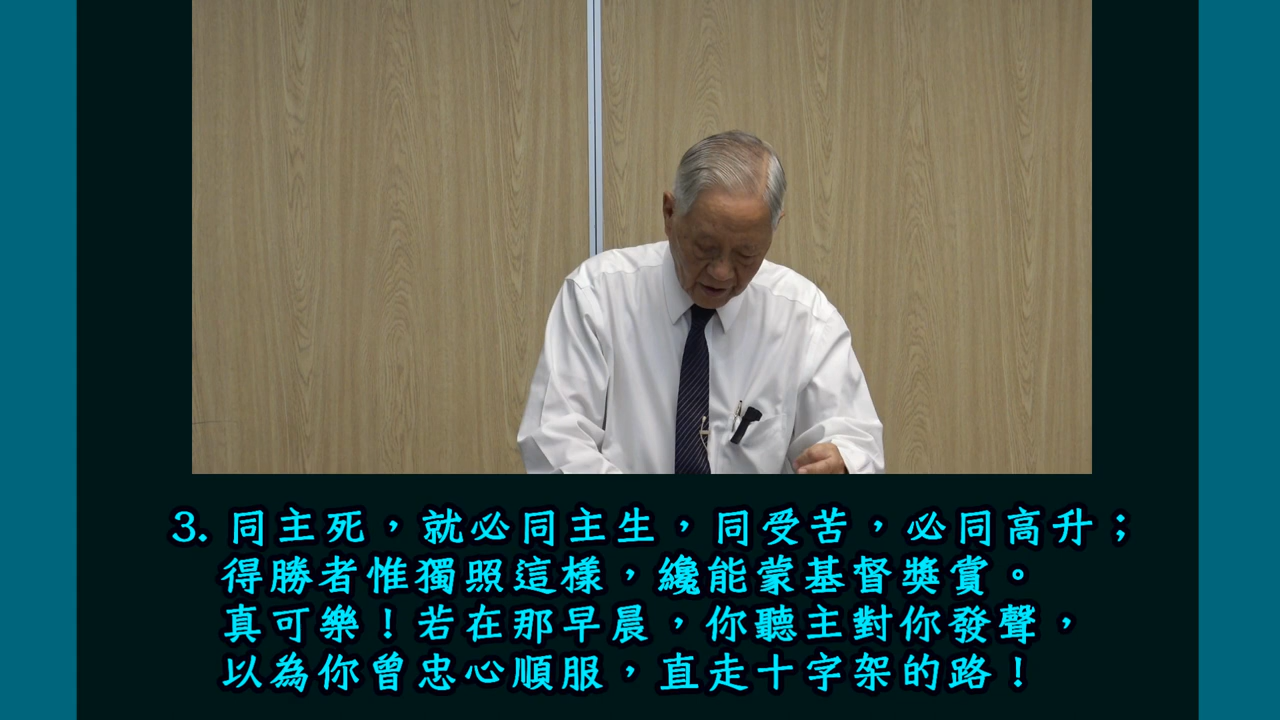 3. 同主死，就必同主生，同受苦，必同高升；
得勝者惟獨照這樣，纔能蒙基督獎賞。
真可樂！若在那早晨，你聽主對你發聲，
以為你曾忠心順服，直走十字架的路！